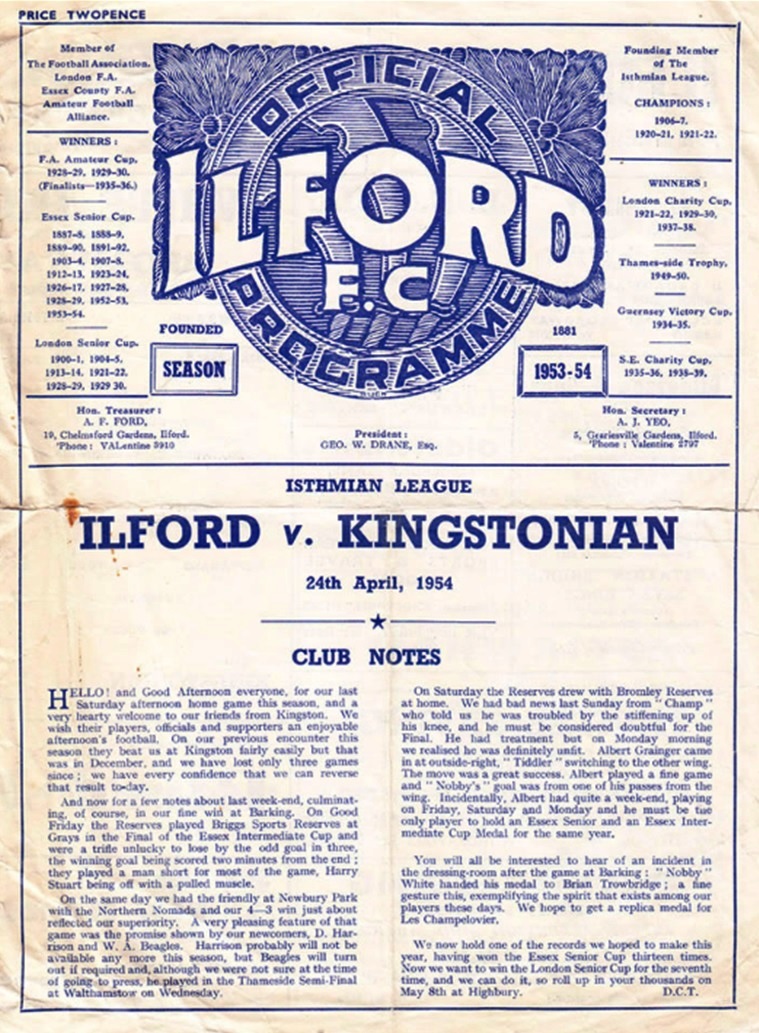 PRICE TWOPENCE
Member of
The Football Association.
London F.A.
Essex County F.A.
Amateur Football
Alliance.
WINNERS :
F.A. Amateur Cup.
1928-29, 1929-30.
(Finalists—1935-36.)
Essex Senior Cup.
1887-8, 1888-9,
1889-90, 1891-92,
1903-4, 1907-8,
1912-13, 1923-24,
1926-17, 1927-28,
1928-29, 1952-53,
1953-54.
London Senior Cup.
1900-1, 1904-5,
1913-14, 1921-22,
1928-29, 1929 30.
OFFICIAL
ILFORD
F.C
PROGRAMME
FOUNDED
1881
SEASON
1953-54
Founding Member
of The
Isthmian League.
CHAMPIONS :
1906-7,
1920-21, 1921-22.
WINNERS :
London Charity Cup.
1921-22, 1929-30,
1937-38.
Thames-side Trophy.
1949-50.
Guernsey Victory Cup.
1934-35.
S.E. Charity Cup.
1935-36, 1938-39.
Hon. Treasurer :
A. F. FORD,
19, Chelmsford Gardens, Ilford.
'Phone : VALentine 5910
President :
GEO. W. DRANE, Esq.
Hon. Secretary :
A. J. YEO,
5, Geariesville Gardens, Ilford.
'Phone : Valentine 2797
ISTHMIAN LEAGUE
ILFORD v. KINGSTONIAN
24th April, 1954
CLUB NOTES
HELLO! and Good Afternoon everyone, for our last
Saturday afternoon home game this season, and a
very hearty welcome to our friends from Kingston. We
wish their players, officials and supporters an enjoyable
afternoon's football. On our previous encounter this
season they beat us at Kingston fairly easily but that
was in December, and we have lost only three games
since ; we have every confidence that we can reverse
that result to-day.
And now for a few notes about last week-end, culminat-
ing, of course, in our fine win at Barking. On Good
Friday the Reserves played Briggs Sports Reserves at
Grays in the Final of the Essex Intermediate Cup and
were a trifle unlucky to lose by the odd goal in three,
the winning goal being scored two minutes from the end ;
they played a man short for most of the game, Harry
Stuart being off with a pulled muscle.
On the same day we had the friendly at Newbury Park
with the Northern Nomads and our 4—3 win just about
reflected our superiority. A very pleasing feature of that
game was the promise shown by our newcomers, D. Har-
rison and W. A. Beagles. Harrison probably will not be
available any more this season, but Beagles will turn
out if required and, although we were not sure at the time
of going to press, he played in the Thameside Semi-Final
at Walthamstow on Wednesday.
On Saturday the Reserves drew with Bromley Reserves
at home. We had bad news last Sunday from " Champ "
who told us he was troubled by the stiffening up of
his knee, and he must be considered doubtful for the
Final. He had treatment but on Monday morning
we realised he was definitely unfit. Albert Grainger came
in at outside-right, " Tiddler " switching to the other wing.
The move was a great success. Albert played a fine game
and " Nobby's " goal was from one of his passes from the
wing. Incidentally, Albert had quite a week-end, playing
on Friday, Saturday and Monday and he must be the
only player to hold an Essex Senior and an Essex Inter-
mediate Cup Medal for the same year.
You will all be interested to hear of an incident in
the dressing-room after the game at Barking : " Nobby "
White handed his medal to Brian Trowbridge ; a fine
gesture this, exemplifying the spirit that exists among our
players these days. We hope to get a replica medal for
Les Champelovier.
We now hold one of the records we hoped to make this
year, having won the Essex Senior Cup thirteen times.
Now we want to win the London Senior Cup for the seventh
time, and we can do it, so roll up in your thousands on
May 8th at Highbury. D.C.T.